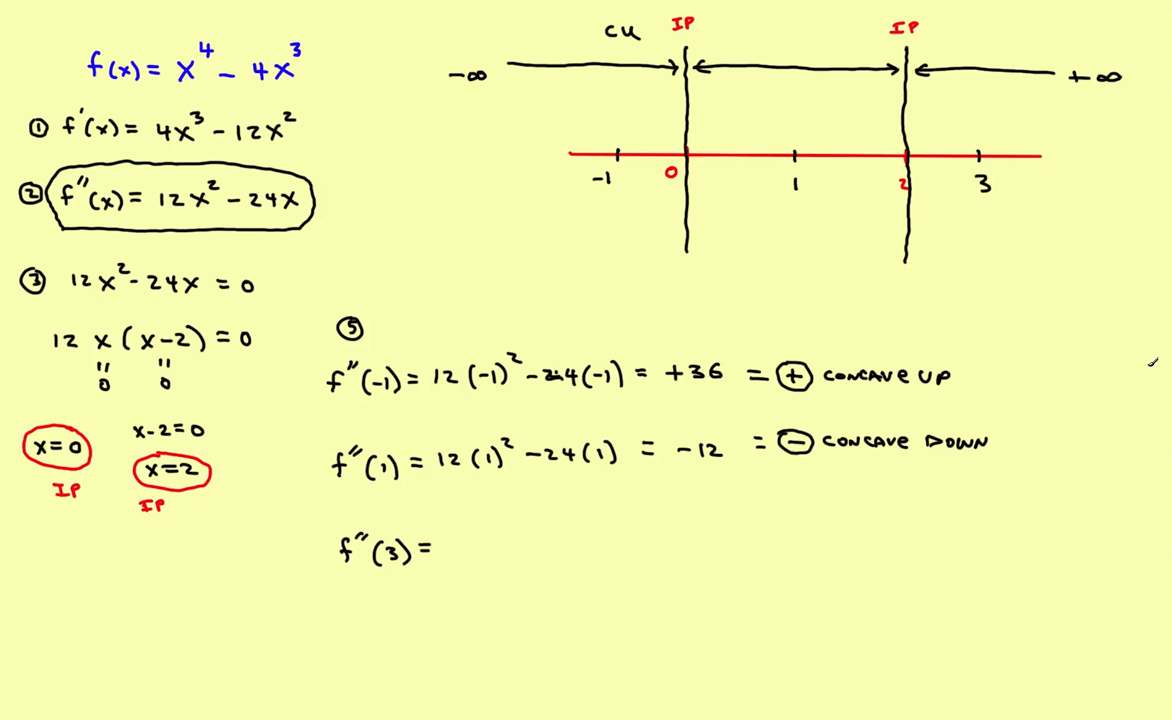 f(x) = x⁴ - 4x³
① f'(x) = 4x³ - 12x²
② f''(x) = 12x² - 24x
③ 12x² - 24x = 0
12 x (x-2) = 0
" "
0 0
x=0 x-2=0
x=2
IP IP
CU IP IP
-∞ +∞
-1 0 1 2 3
⑤
f''(-1) = 12(-1)² - 24(-1) = +36 = + CONCAVE UP
f''(1) = 12(1)² - 24(1) = -12 = - CONCAVE DOWN
f''(3) =